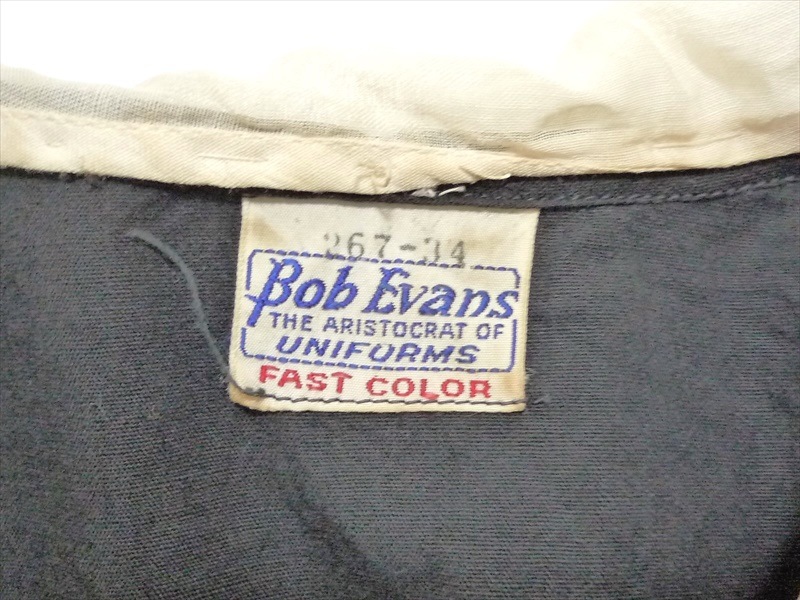 267-34
Bob Evans
THE ARISTOCRAT OF
UNIFORMS
FAST COLOR